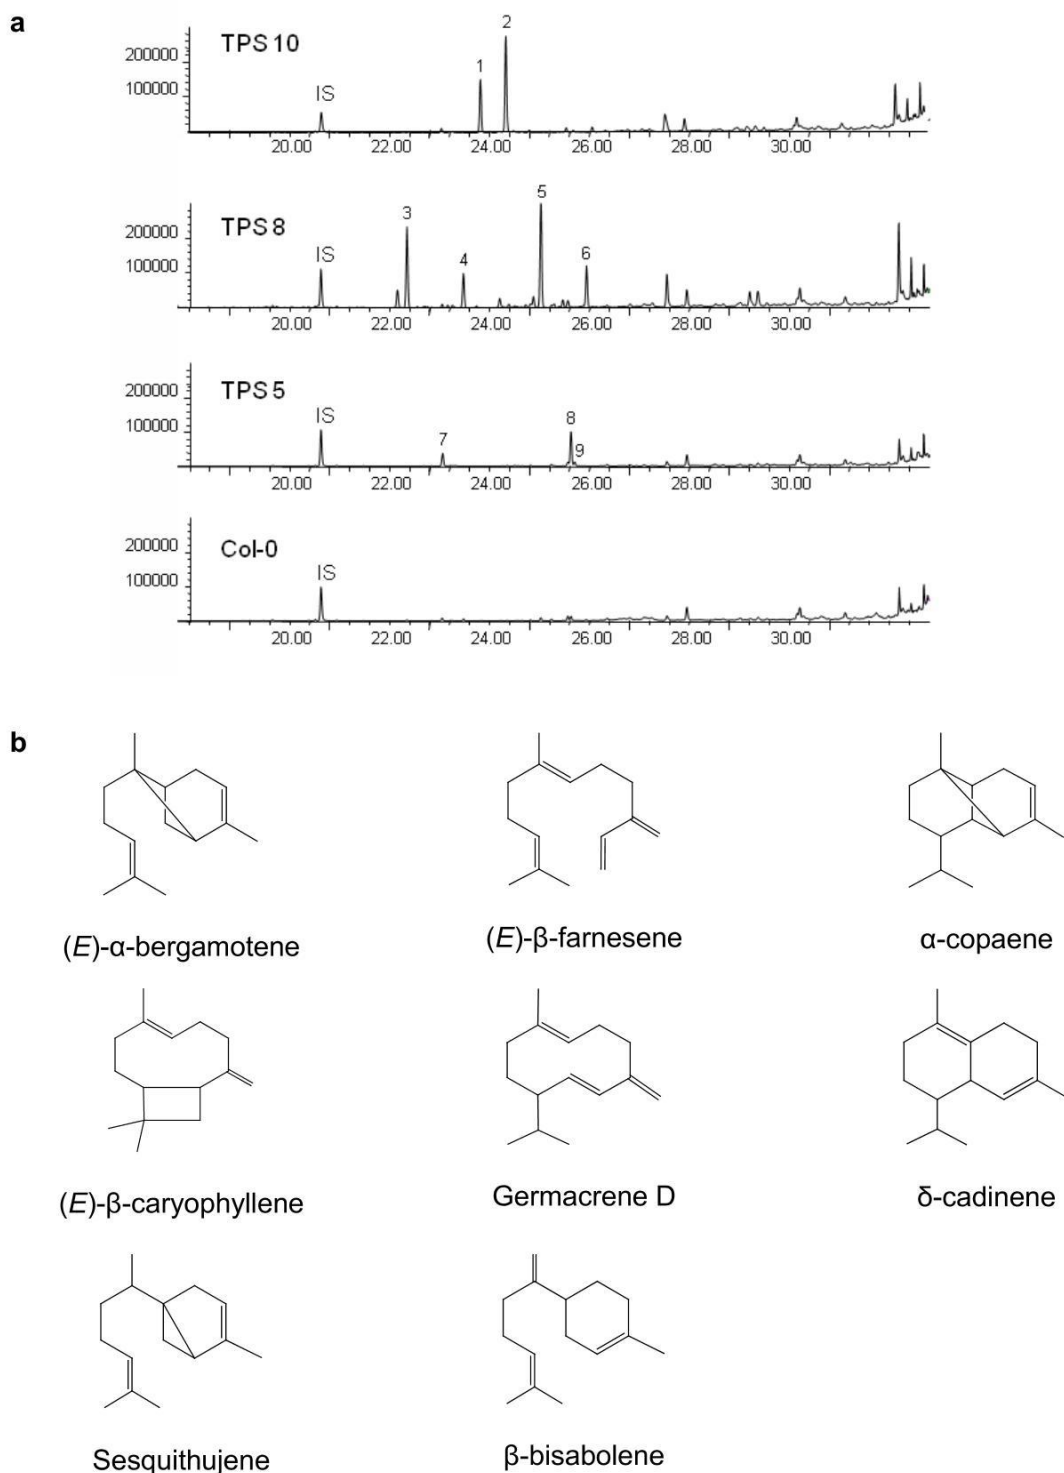 a
TPS 10
200000
100000
IS
1
2
20.00 22.00 24.00 26.00 28.00 30.00
TPS 8
200000
100000
IS
3
4
5
6
20.00 22.00 24.00 26.00 28.00 30.00
TPS 5
200000
100000
IS
7
8
9
20.00 22.00 24.00 26.00 28.00 30.00
Col-0
200000
100000
IS
20.00 22.00 24.00 26.00 28.00 30.00
b
(E)-α-bergamotene
(E)-β-farnesene
α-copaene
(E)-β-caryophyllene
Germacrene D
δ-cadinene
Sesquithujene
β-bisabolene